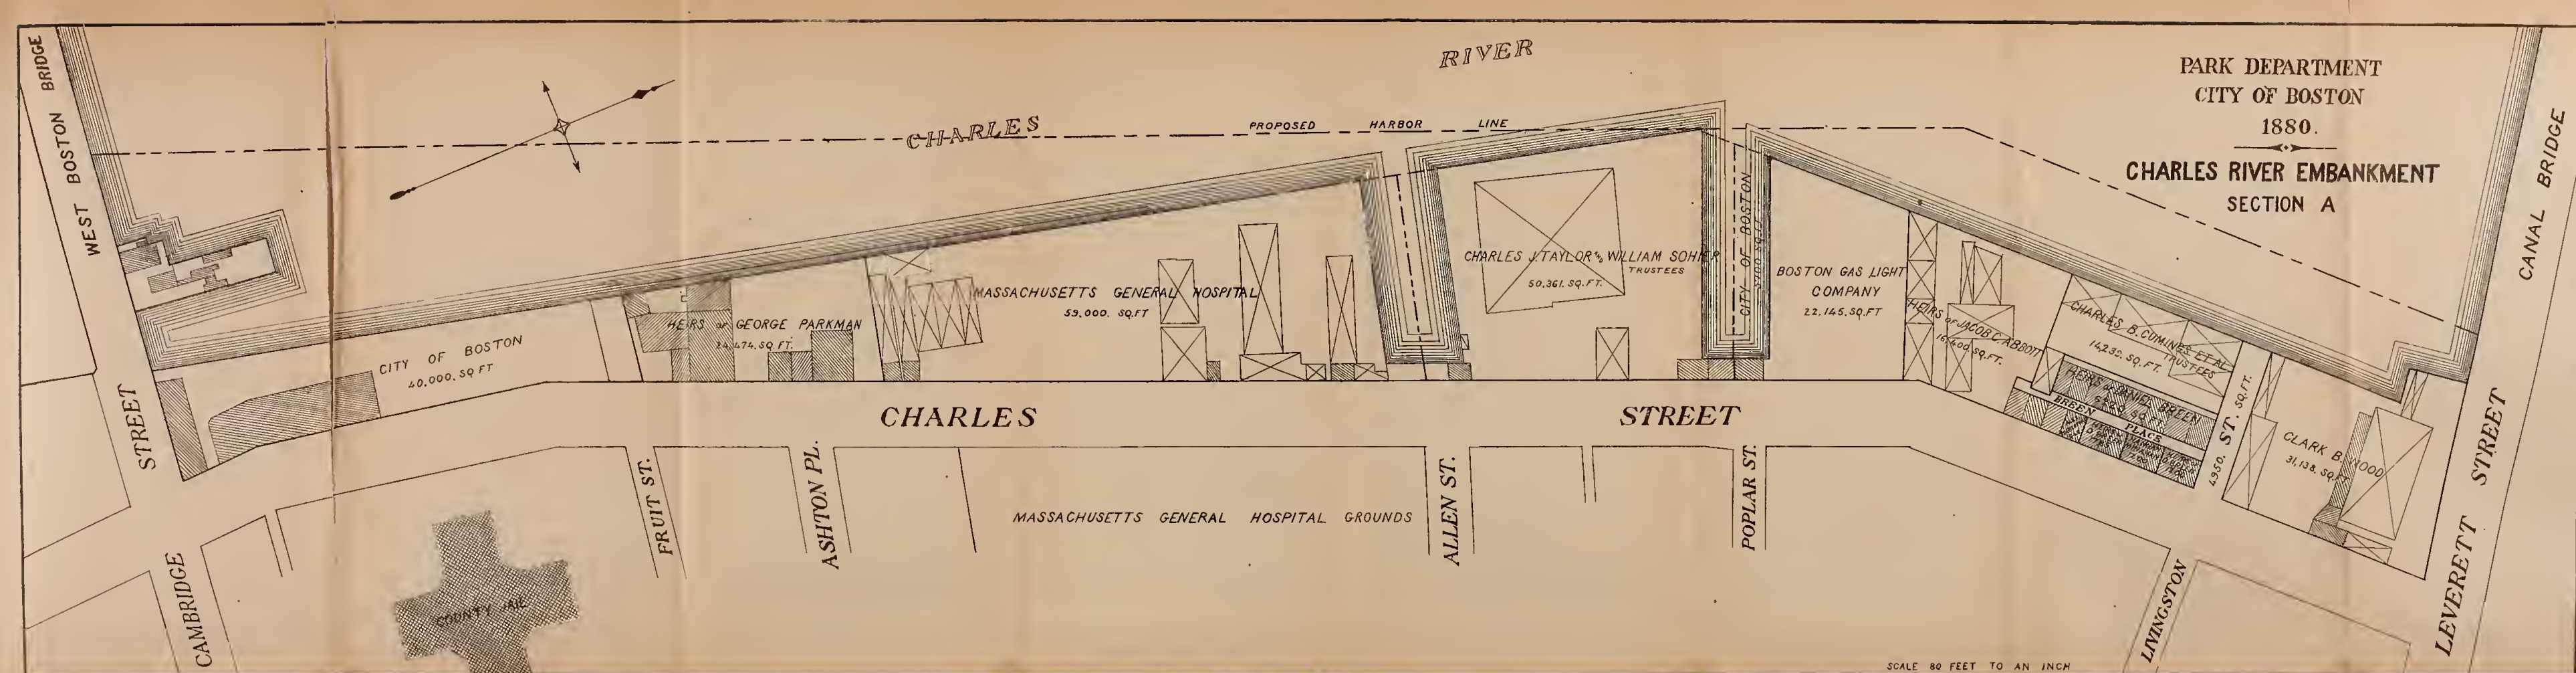 WEST BOSTON BRIDGE
RIVER
CHARLES
PROPOSED HARBOR LINE
PARK DEPARTMENT
CITY OF BOSTON
1880.
CHARLES RIVER EMBANKMENT
SECTION A
CANAL BRIDGE
CITY OF BOSTON
40.000. SQ FT
HEIRS OF GEORGE PARKMAN
24.474. SQ. FT.
MASSACHUSETTS GENERAL HOSPITAL
59.000. SQ.FT
CHARLES J. TAYLOR & WILLIAM SOHIER
TRUSTEES
50,361. SQ. FT.
CITY OF BOSTON
SQ. FT.
BOSTON GAS LIGHT
COMPANY
22,145. SQ.FT
HEIRS OF JACOB C. ABBOTT
16,400 SQ. FT.
CHARLES B. CUMINES ET AL
TRUSTEES
14,239. SQ. FT.
HEIRS OF DANIEL BREEN
BREEN PLACE
4950. ST. SQ. FT.
CLARK B. WOOD
31,138. SQ. FT
STREET
CHARLES STREET
LEVERETT STREET
CAMBRIDGE
FRUIT ST.
ASHTON PL.
MASSACHUSETTS GENERAL HOSPITAL GROUNDS
ALLEN ST.
POPLAR ST.
LIVINGSTON
COUNTY JAIL
SCALE 80 FEET TO AN INCH